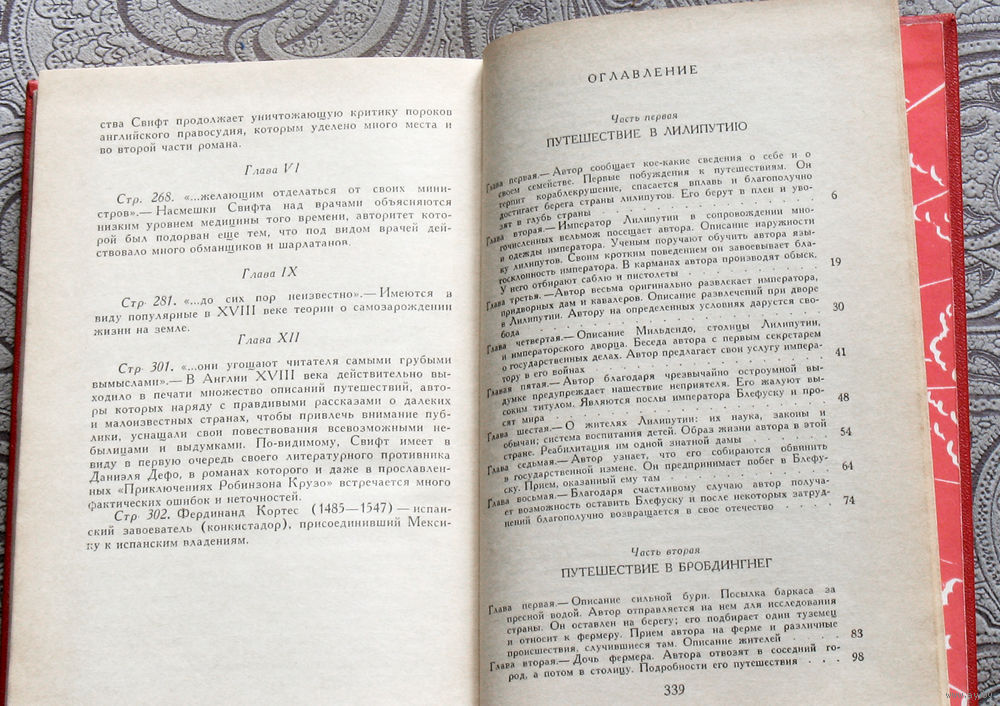 ства Свифт продолжает уничтожающую критику пороков
английского правосудия, которым уделено много места и
во второй части романа.
Глава VI
Стр. 268. «...желающим отделаться от своих мини-
стров».— Насмешки Свифта над врачами объясняются
низким уровнем медицины того времени, авторитет кото-
рой был подорван еще тем, что под видом врачей дей-
ствовало много обманщиков и шарлатанов.
Глава IX
Стр. 281. «...до сих пор неизвестно».— Имеются в
виду популярные в XVIII веке теории о самозарождении
жизни на земле.
Глава XII
Стр. 301. «...они угощают читателя самыми грубыми
вымыслами».— В Англии XVIII века действительно вы-
ходило в печати множество описаний путешествий, авто-
ры которых наряду с правдивыми рассказами о далеких
и малоизвестных странах, чтобы привлечь внимание пуб-
лики, уснащали свои повествования всевозможными не-
былицами и выдумками. По-видимому, Свифт имеет в
виду в первую очередь своего литературного противника
Даниэля Дефо, в романах которого и даже в прославлен-
ных «Приключениях Робинзона Крузо» встречается много
фактических ошибок и неточностей.
Стр. 302. Фердинанд Кортес (1485—1547) — испан-
ский завоеватель (конкистадор), присоединивший Мекси-
ку к испанским владениям.
ОГЛАВЛЕНИЕ
Часть первая
ПУТЕШЕСТВИЕ В ЛИЛИПУТИЮ
Глава первая.— Автор сообщает кое-какие сведения о себе и о
своем семействе. Первые побуждения к путешествиям. Он
терпит кораблекрушение, спасается вплавь и благополучно
достигает берега страны лилипутов. Его берут в плен и уво-
зят в глубь страны . . . 6
Глава вторая.— Император Лилипутии в сопровождении мно-
гочисленных вельмож посещает автора. Описание наружности
и одежды императора. Ученым поручают обучить автора язы-
ку лилипутов. Своим кротким поведением он завоевывает бла-
госклонность императора. В карманах автора производят обыск.
У него отбирают саблю и пистолеты . . . 19
Глава третья.— Автор весьма оригинально развлекает императора,
придворных дам и кавалеров. Описание развлечений при дворе
в Лилипутии. Автору на определенных условиях даруется сво-
бода . . . 30
Глава четвертая.— Описание Мильдендо, столицы Лилипутии,
и императорского дворца. Беседа автора с первым секретарем
о государственных делах. Автор предлагает свои услугу импера-
тору в его войнах . . . 41
Главая пятая.— Автор благодаря чрезвычайно остроумной вы-
думке предупреждает нашествие неприятеля. Его жалуют вы-
соким титулом. Являются послы императора Блефуску и про-
сят мира . . . 48
Глава шестая.— О жителях Лилипутии: их наука, законы и
обычаи; система воспитания детей. Образ жизни автора в этой
стране. Реабилитация им одной знатной дамы . . . 54
Глава седьмая.— Автор узнает, что его собираются обвинить
в государственной измене. Он предпринимает побег в Блефу-
ску. Прием, оказанный ему там . . . 64
Глава восьмая.— Благодаря счастливому случаю автор получа-
ет возможность оставить Блефуску и после некоторых затруд-
нений благополучно возвращается в свое отечество . . . 74
Часть вторая
ПУТЕШЕСТВИЕ В БРОБДИНГНЕГ
Глава первая.— Описание сильной бури. Посылка баркаса за
пресной водой. Автор отправляется на нем для исследования
страны. Он оставлен на берегу; его подбирает один туземец
и относит к фермеру. Прием автора на ферме и различные
происшествия, случившиеся там. Описание жителей . . . 83
Глава вторая.— Дочь фермера. Автора отвозят в соседний го-
род, а потом в столицу. Подробности его путешествия . . . 98
339